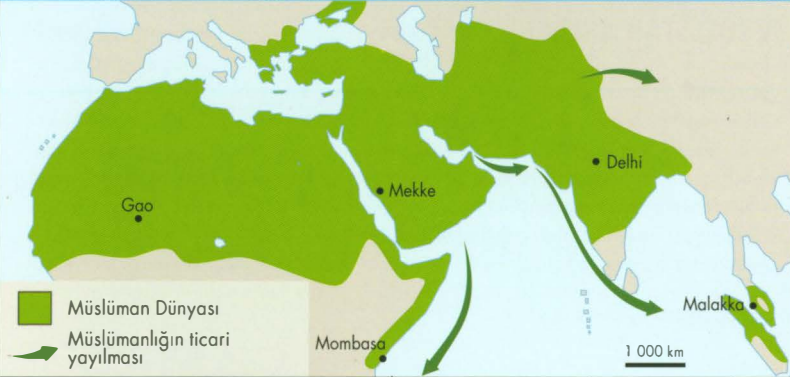 Delhi
Mekke
Gao
Malakka
Müslüman Dünyası
Müslümanlığın ticari
yayılması
Mombasa
1 000 km